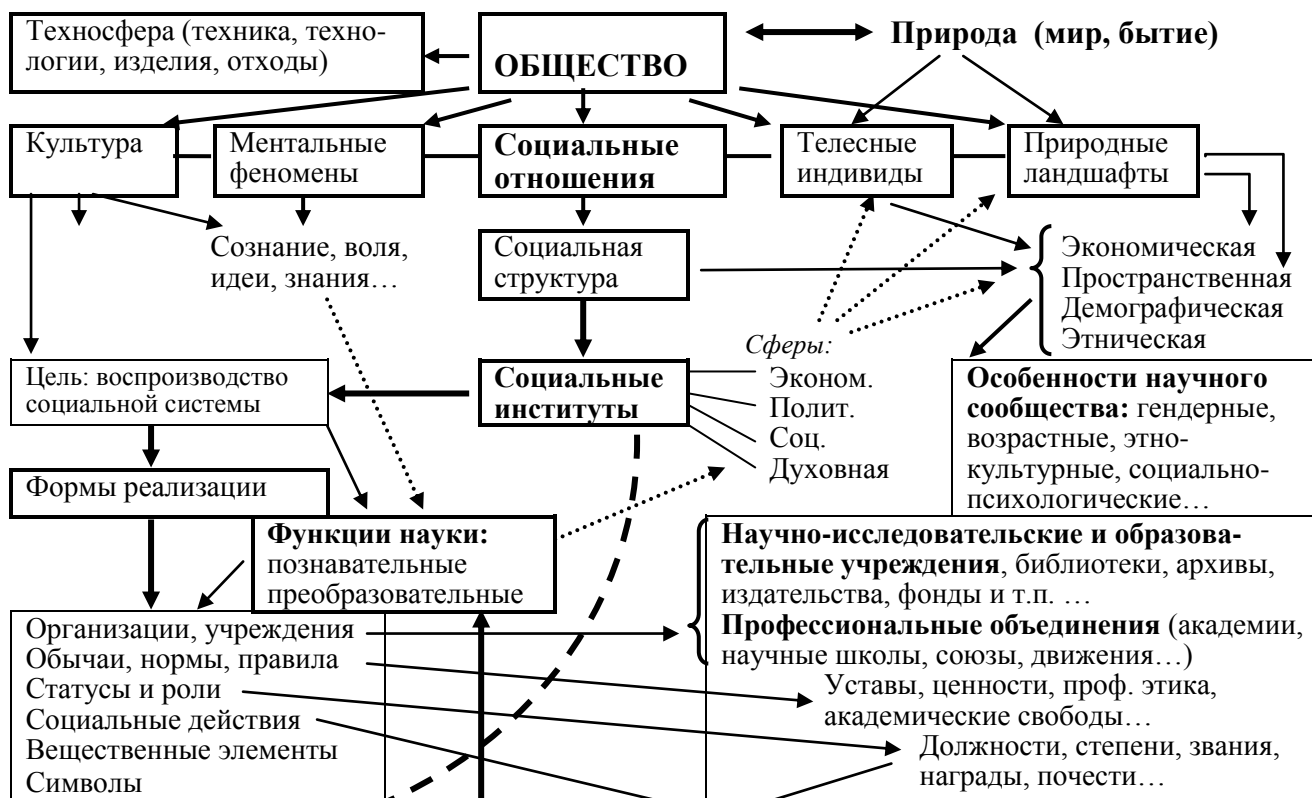 Техносфера (техника, техно-
логии, изделия, отходы)
ОБЩЕСТВО
Природа (мир, бытие)
Культура
Ментальные
феномены
Социальные
отношения
Телесные
индивиды
Природные
ландшафты
Сознание, воля,
идеи, знания…
Социальная
структура
Экономическая
Пространственная
Демографическая
Этническая
Цель: воспроизводство
социальной системы
Социальные
институты
Сферы:
Эконом.
Полит.
Соц.
Духовная
Особенности научного
сообщества: гендерные,
возрастные, этно-
культурные, социально-
психологические…
Формы реализации
Функции науки:
познавательные
преобразовательные
Научно-исследовательские и образова-
тельные учреждения, библиотеки, архивы,
издательства, фонды и т.п. …
Профессиональные объединения (академии,
научные школы, союзы, движения…)
Организации, учреждения
Обычаи, нормы, правила
Статусы и роли
Социальные действия
Вещественные элементы
Символы
Уставы, ценности, проф. этика,
академические свободы…
Должности, степени, звания,
награды, почести…